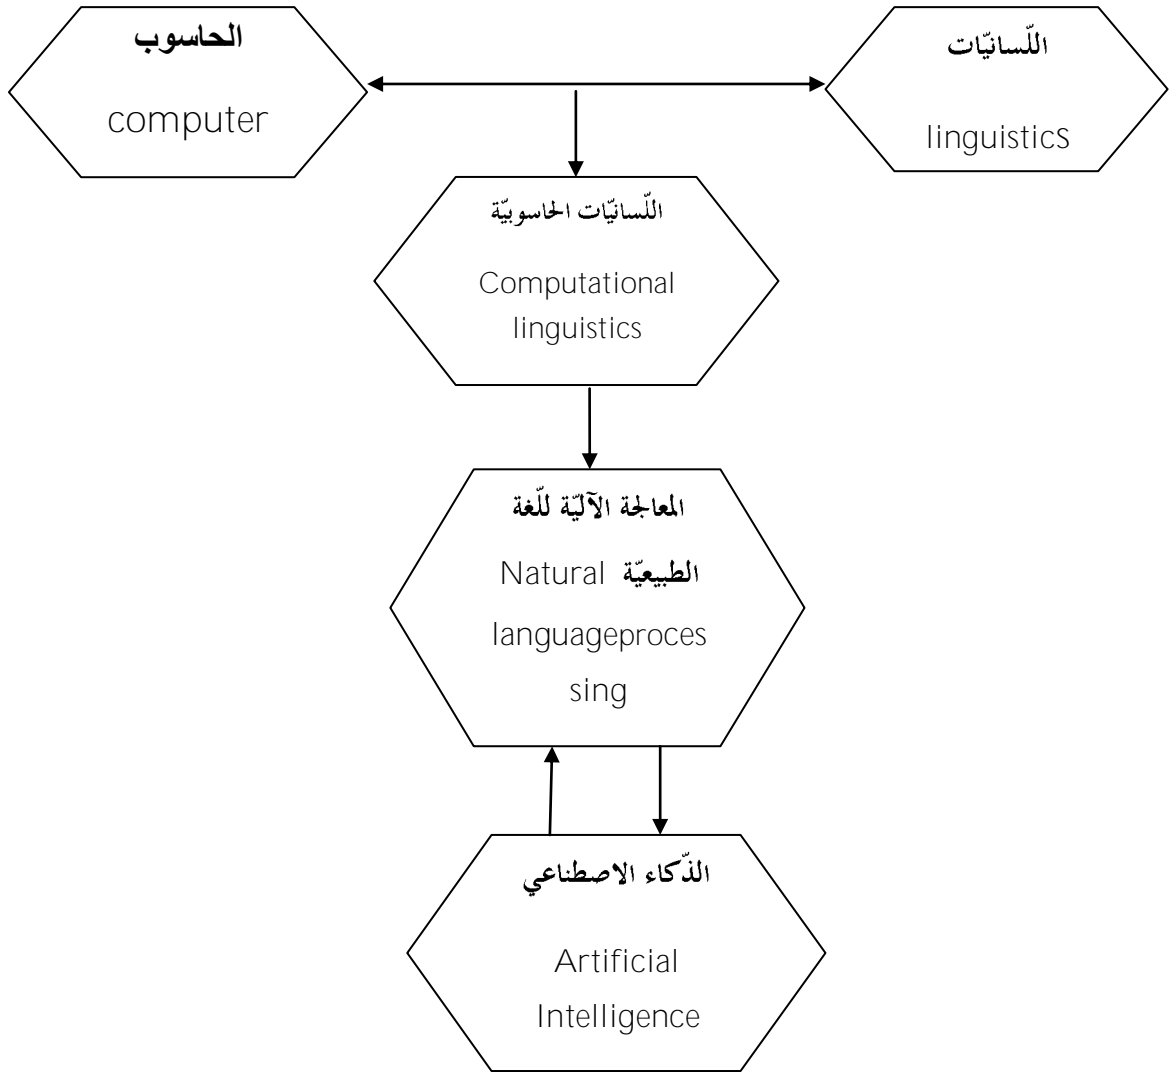 الحاسوب
computer
اللّسانيّات
linguistics
اللّسانيّات الحاسوبيّة
Computational
linguistics
المعالجة الآليّة للّغة
الطبيعيّة Natural
languageproces
sing
الذّكاء الاصطناعي
Artificial
Intelligence